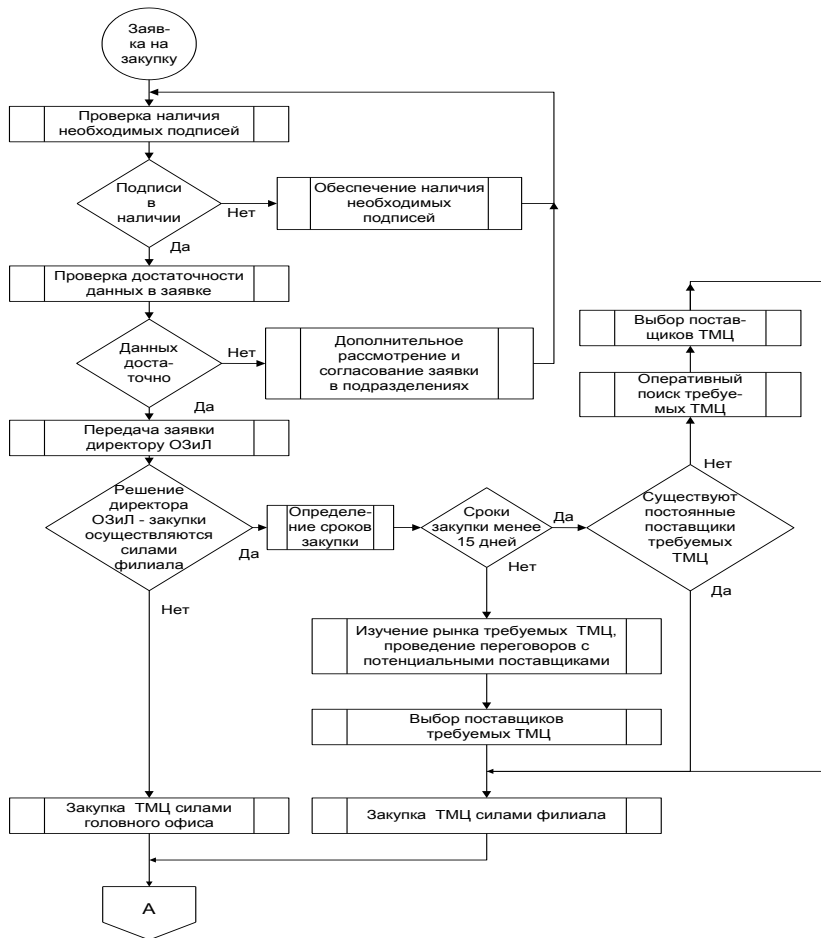 Заяв-
ка на
закупку
Проверка наличия
необходимых подписей
Подписи
в
наличии
Нет
Обеспечение наличия
необходимых
подписей
Да
Проверка достаточности
данных в заявке
Данных
доста-
точно
Нет
Дополнительное
рассмотрение и
согласование заявки
в подразделениях
Выбор постав-
щиков ТМЦ
Оперативный
поиск требуе-
мых ТМЦ
Да
Передача заявки
директору ОЗиЛ
Нет
Решение
директора
ОЗиЛ - закупки
осуществляются
силами
филиала
Да
Определе-
ние сроков
закупки
Сроки
закупки менее
15 дней
Да
Существуют
постоянные
поставщики
требуемых
ТМЦ
Нет
Да
Нет
Изучение рынка требуемых ТМЦ,
проведение переговоров с
потенциальными поставщиками
Выбор поставщиков
требуемых ТМЦ
Закупка ТМЦ силами
головного офиса
Закупка ТМЦ силами филиала
А